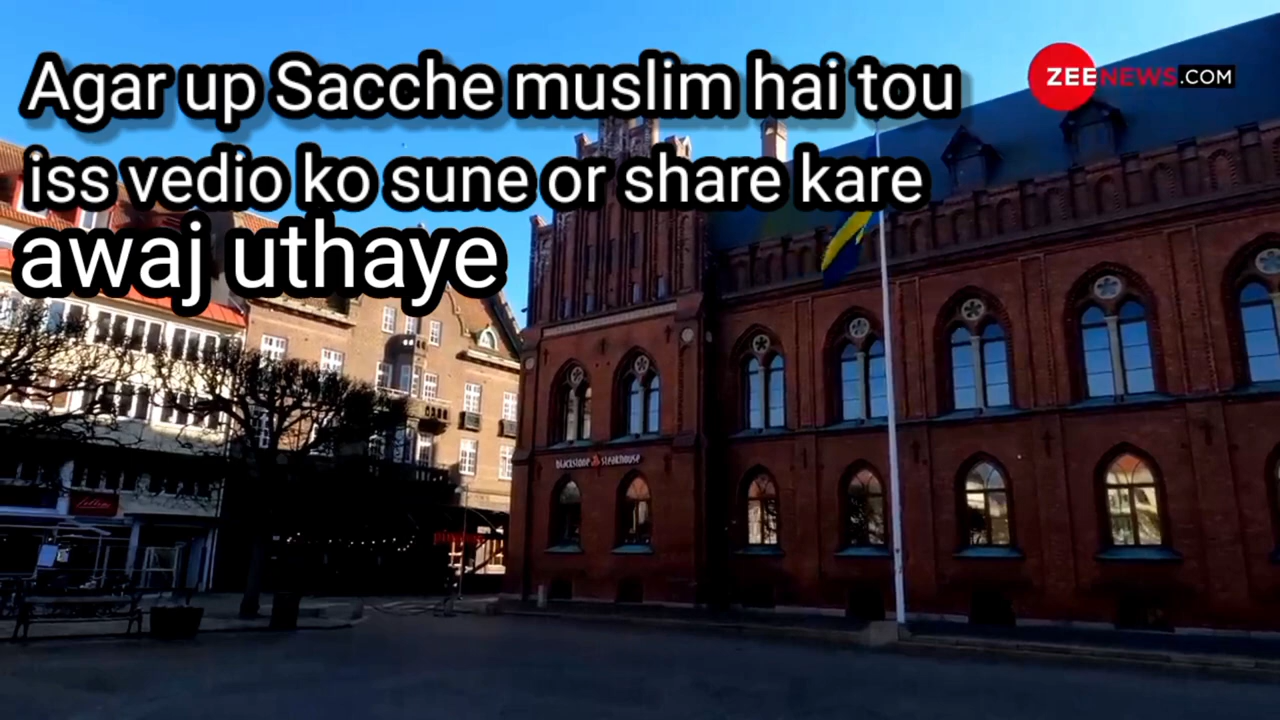 Agar up Sacche muslim hai tou
iss vedio ko sune or share kare
awaj uthaye
ZEENEWS.COM
blackstone steakhouse